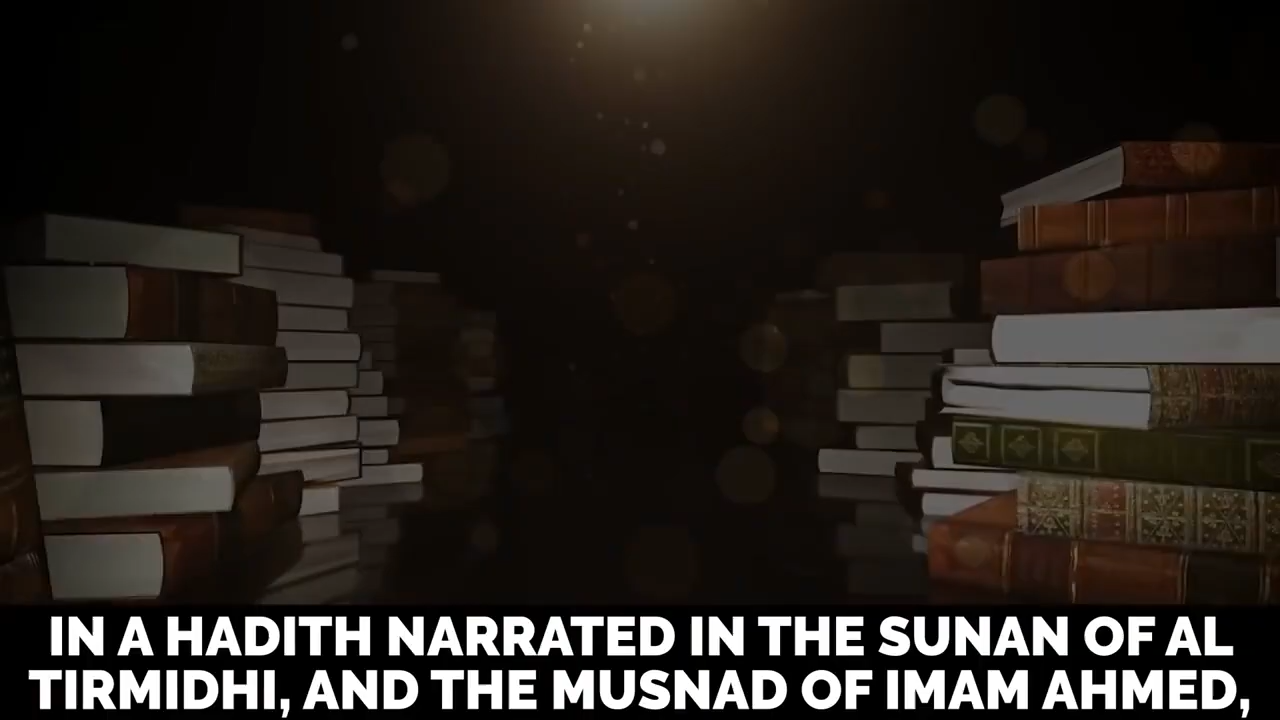 IN A HADITH NARRATED IN THE SUNAN OF AL
TIRMIDHI, AND THE MUSNAD OF IMAM AHMED,